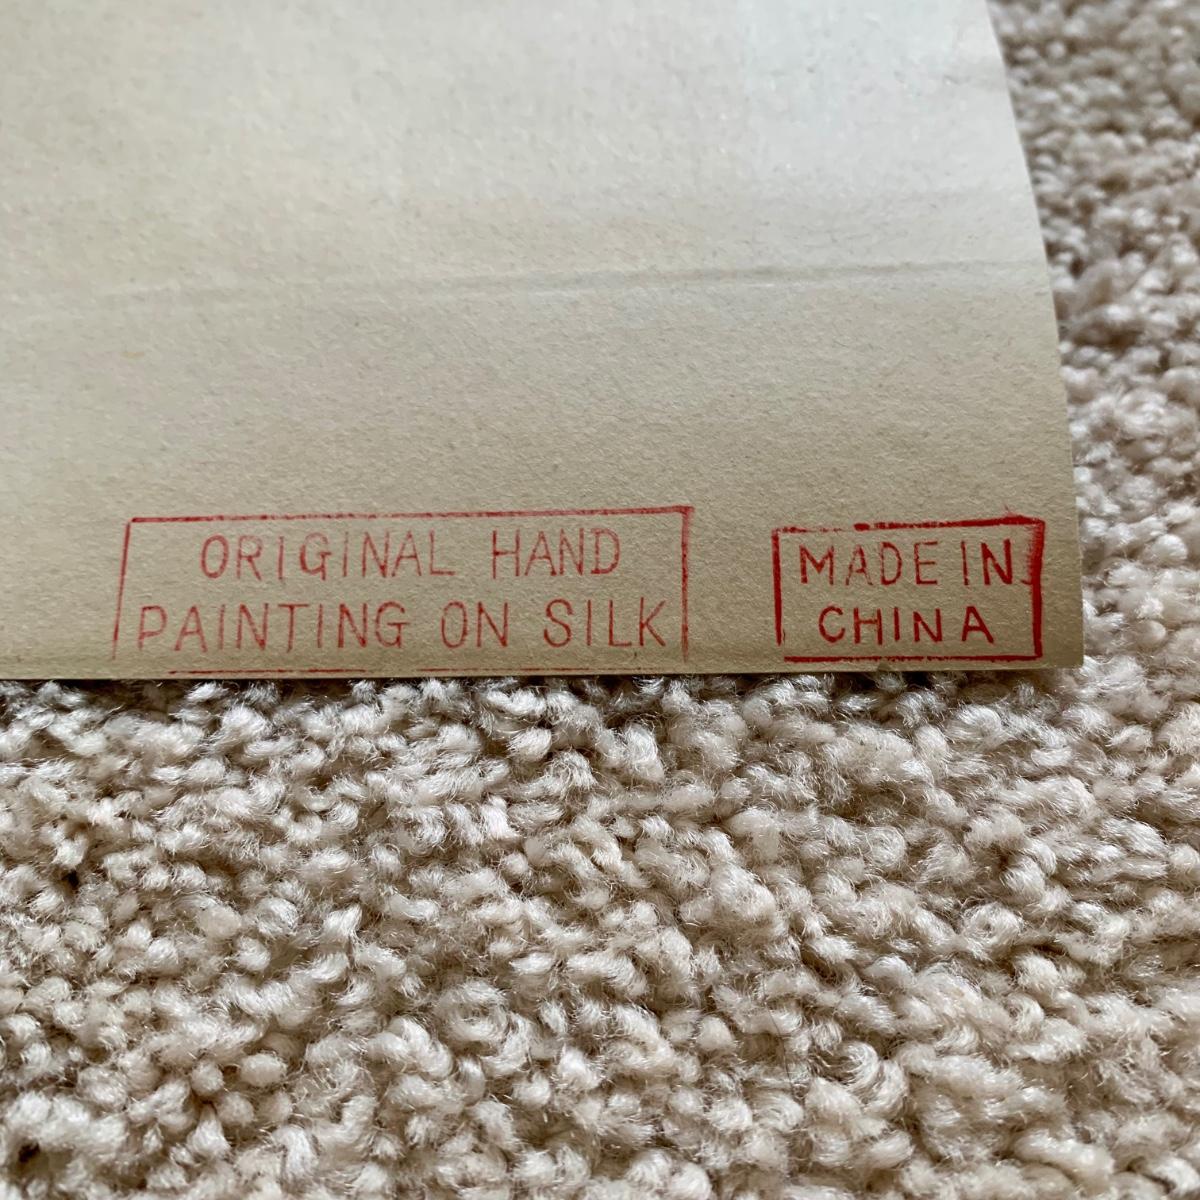 ORIGINAL HAND
PAINTING ON SILK
MADE IN
CHINA